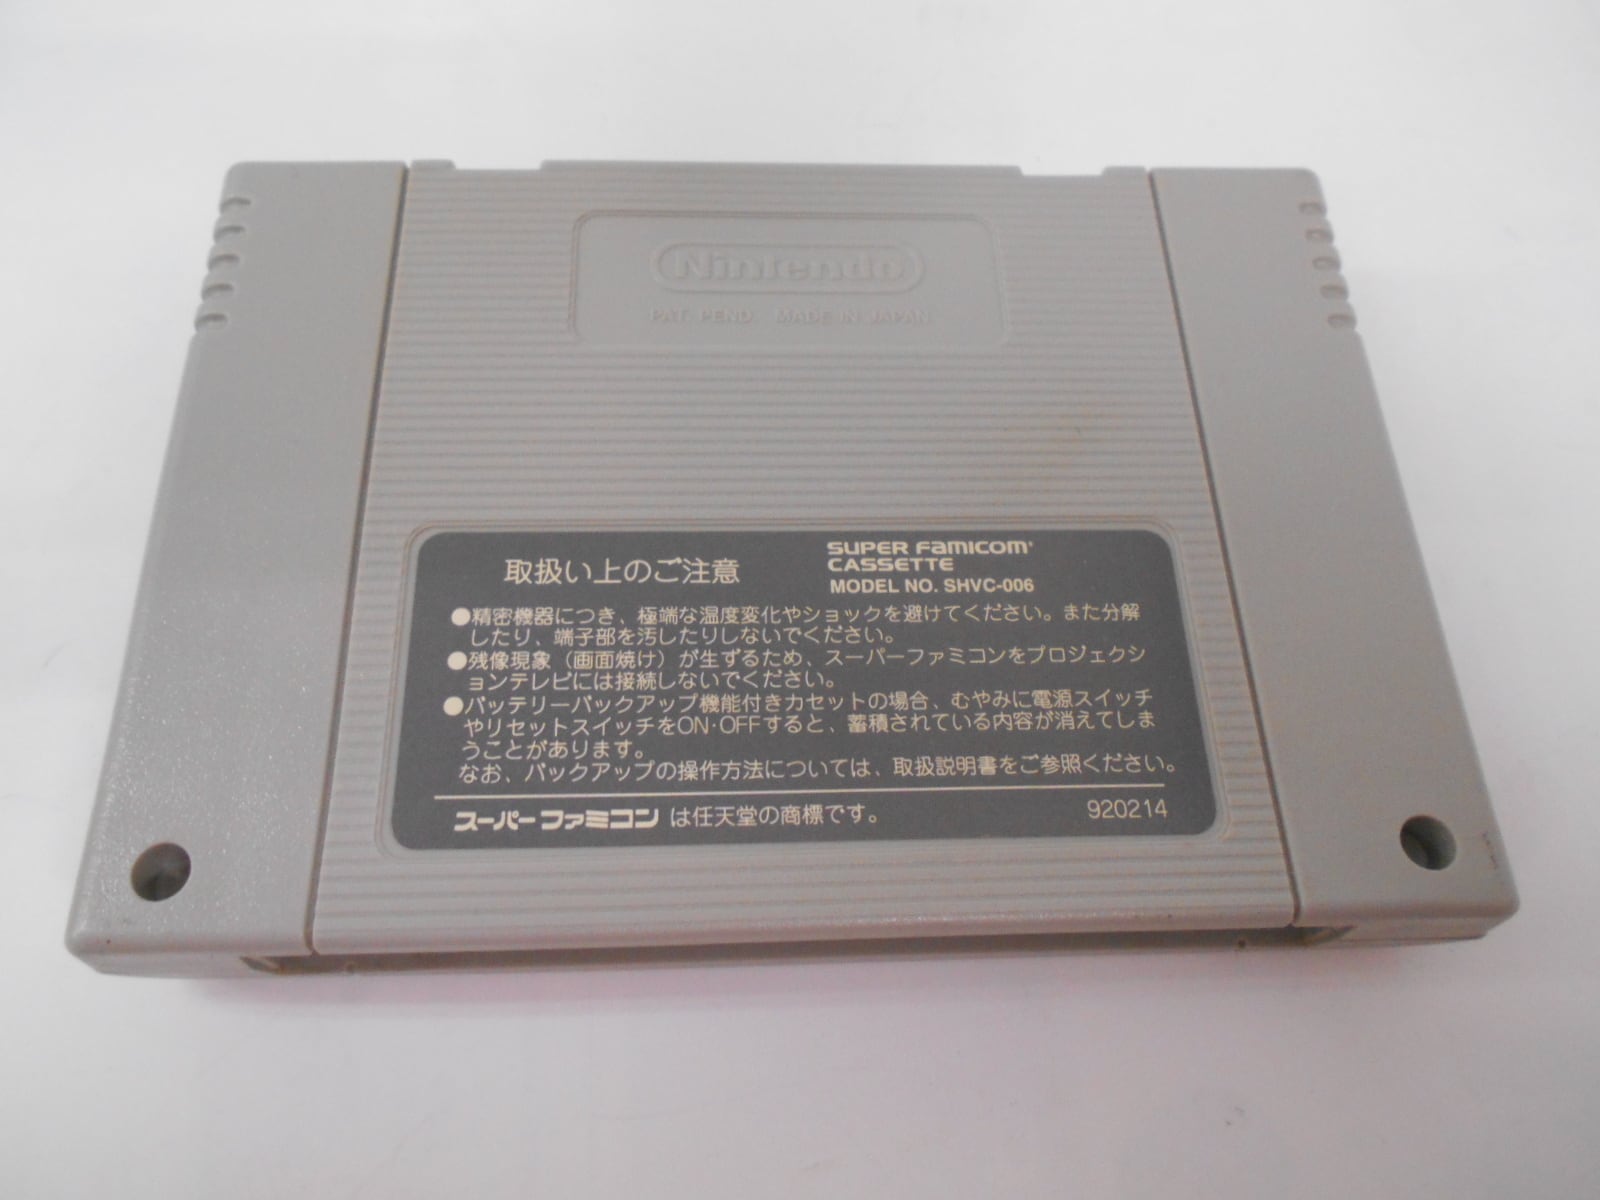 Nintendo
PAT. PEND. MADE IN JAPAN
取扱い上のご注意
SUPER FAMICOM
CASSETTE
MODEL NO. SHVC-006
●精密機器につき、極端な温度変化やショックを避けてください。また分解
したり、端子部を汚したりしないでください。
●残像現象（画面焼け）が生ずるため、スーパーファミコンをプロジェクシ
ョンテレビには接続しないでください。
●バッテリーバックアップ機能付きカセットの場合、むやみに電源スイッチ
やリセットスイッチをON・OFFすると、蓄積されている内容が消えてしま
うことがあります。
なお、バックアップの操作方法については、取扱説明書をご参照ください。
スーパーファミコン は任天堂の商標です。
920214